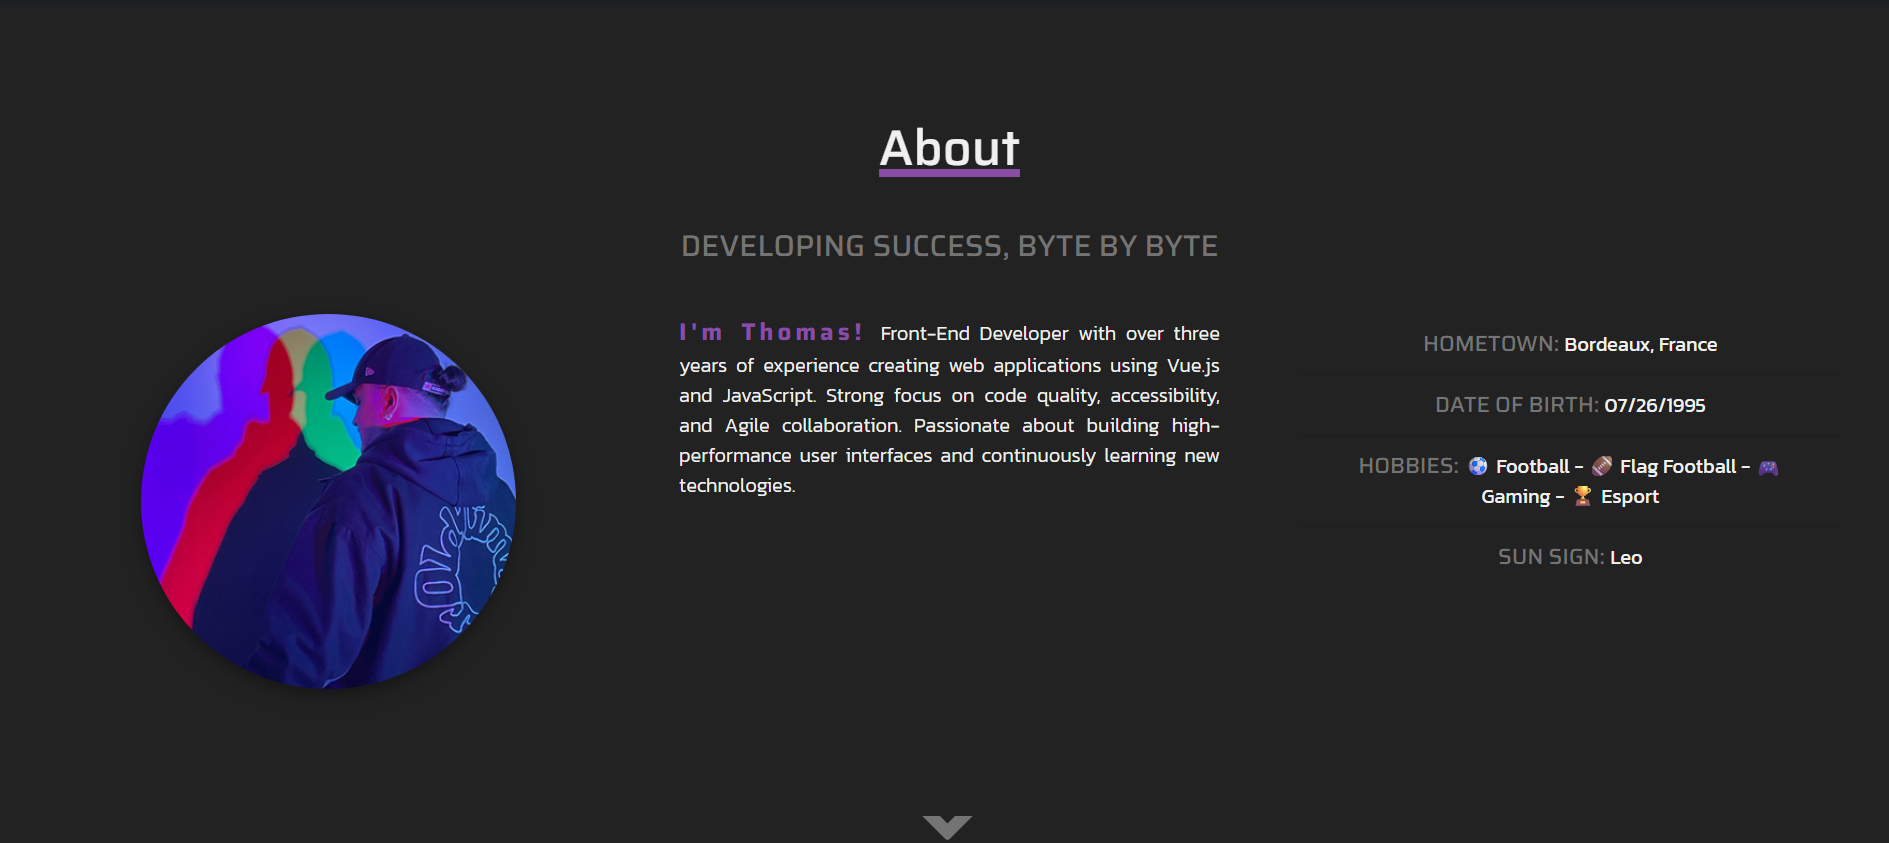 About
DEVELOPING SUCCESS, BYTE BY BYTE
I'm Thomas! Front-End Developer with over three
years of experience creating web applications using Vue.js
and JavaScript. Strong focus on code quality, accessibility,
and Agile collaboration. Passionate about building high-
performance user interfaces and continuously learning new
technologies.
HOMETOWN: Bordeaux, France
DATE OF BIRTH: 07/26/1995
HOBBIES: ⚽ Football - 🏈 Flag Football - 🎮
Gaming - 🏆 Esport
SUN SIGN: Leo